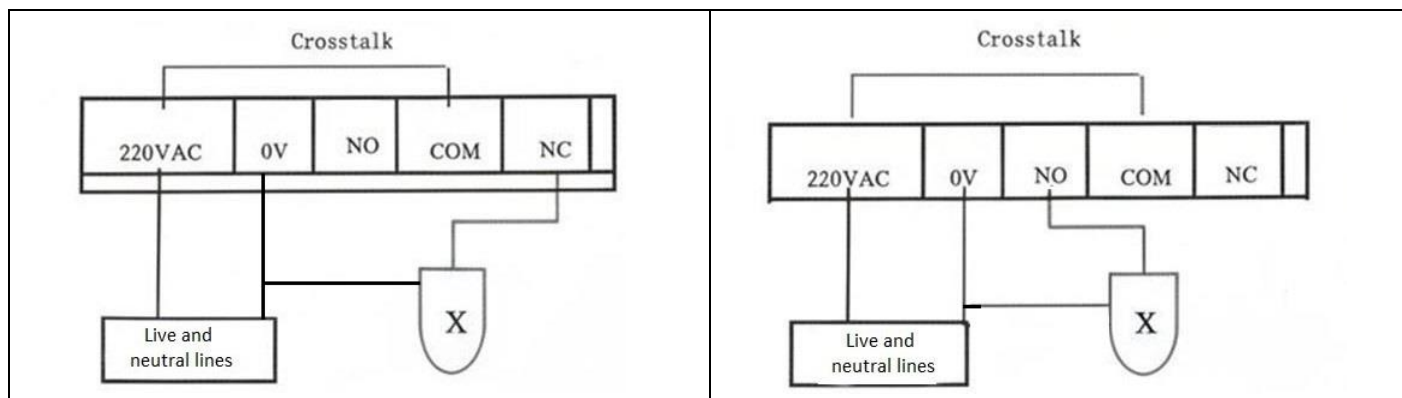 Crosstalk
220VAC 0V NO COM NC
X
Live and
neutral lines
Crosstalk
220VAC 0V NO COM NC
X
Live and
neutral lines